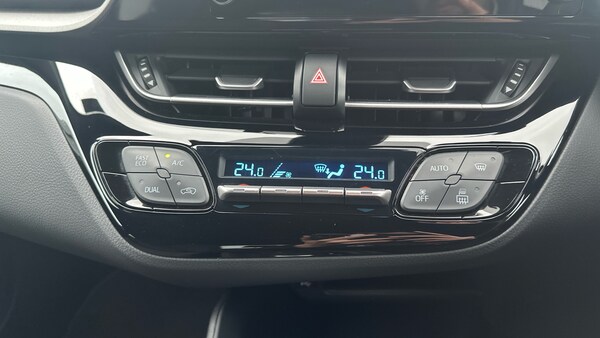 FAST
ECO
A/C
DUAL
24.0
24.0
AUTO
OFF